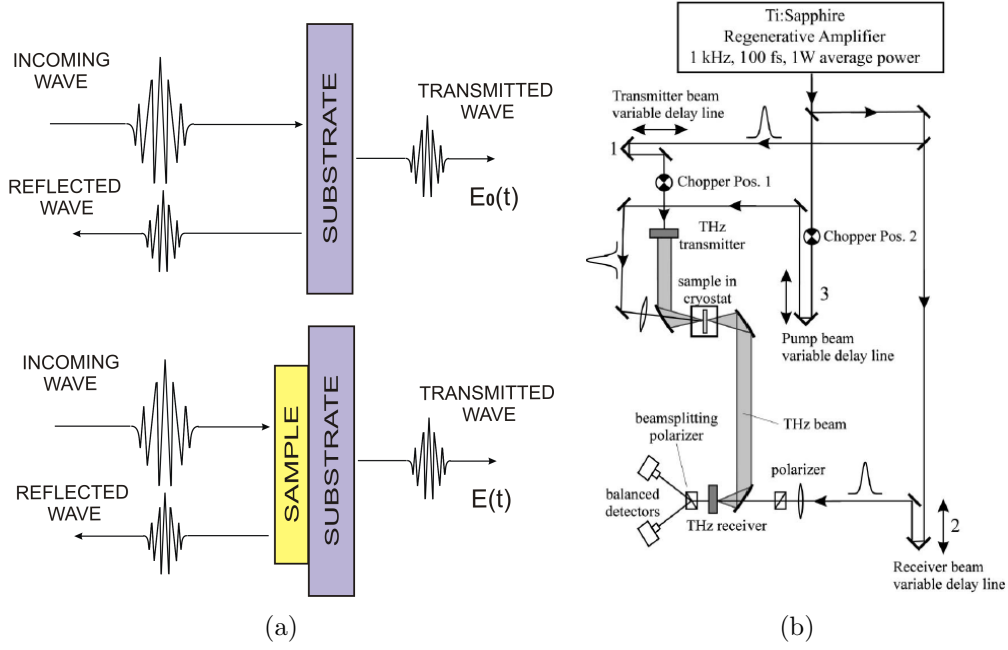 INCOMING
WAVE
REFLECTED
WAVE
SUBSTRATE
TRANSMITTED
WAVE
E₀(t)
INCOMING
WAVE
REFLECTED
WAVE
SAMPLE
SUBSTRATE
TRANSMITTED
WAVE
E(t)
(a)
Ti:Sapphire
Regenerative Amplifier
1 kHz, 100 fs, 1W average power
Transmitter beam
variable delay line
1
Chopper Pos. 1
THz
transmitter
Chopper Pos. 2
sample in
cryostat
3
Pump beam
variable delay line
THz beam
beamsplitting
polarizer
polarizer
balanced
detectors
THz receiver
2
Receiver beam
variable delay line
(b)